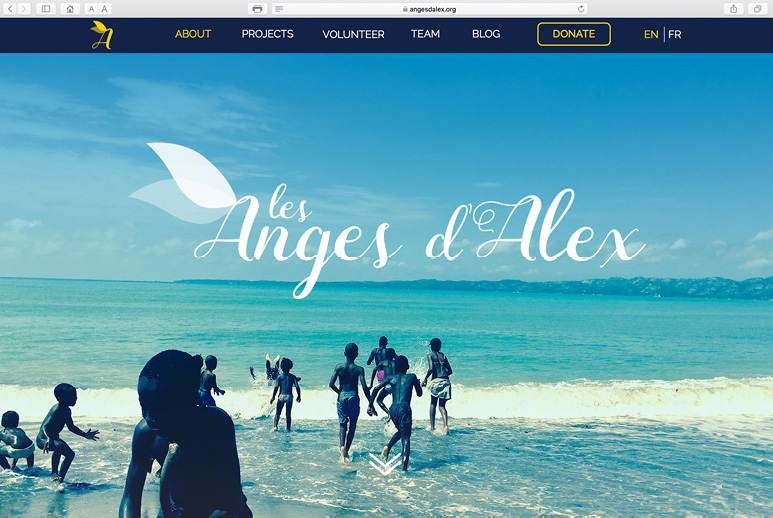 A A
angesdalex.org
A
ABOUT PROJECTS VOLUNTEER TEAM BLOG DONATE EN | FR
les
Anges d'Alex